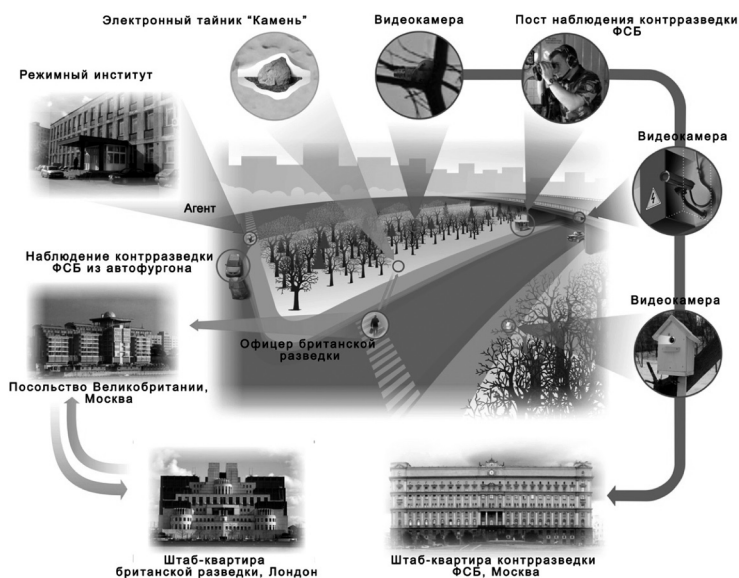 Электронный тайник "Камень"
Видеокамера
Пост наблюдения контрразведки
ФСБ
Режимный институт
Видеокамера
Агент
Наблюдение контрразведки
ФСБ из автофургона
Видеокамера
Офицер британской
разведки
Посольство Великобритании,
Москва
Штаб-квартира
британской разведки, Лондон
Штаб-квартира контрразведки
ФСБ, Москва